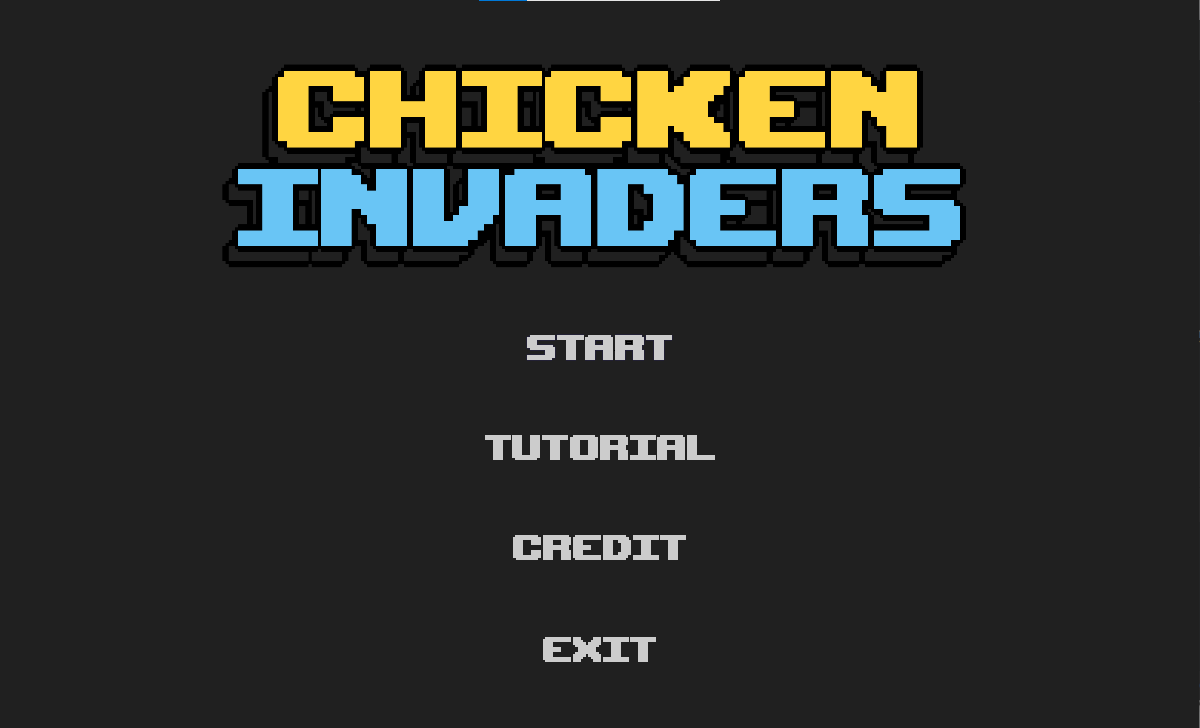 CHICKEN
INVADERS
START
TUTORIAL
CREDIT
EXIT